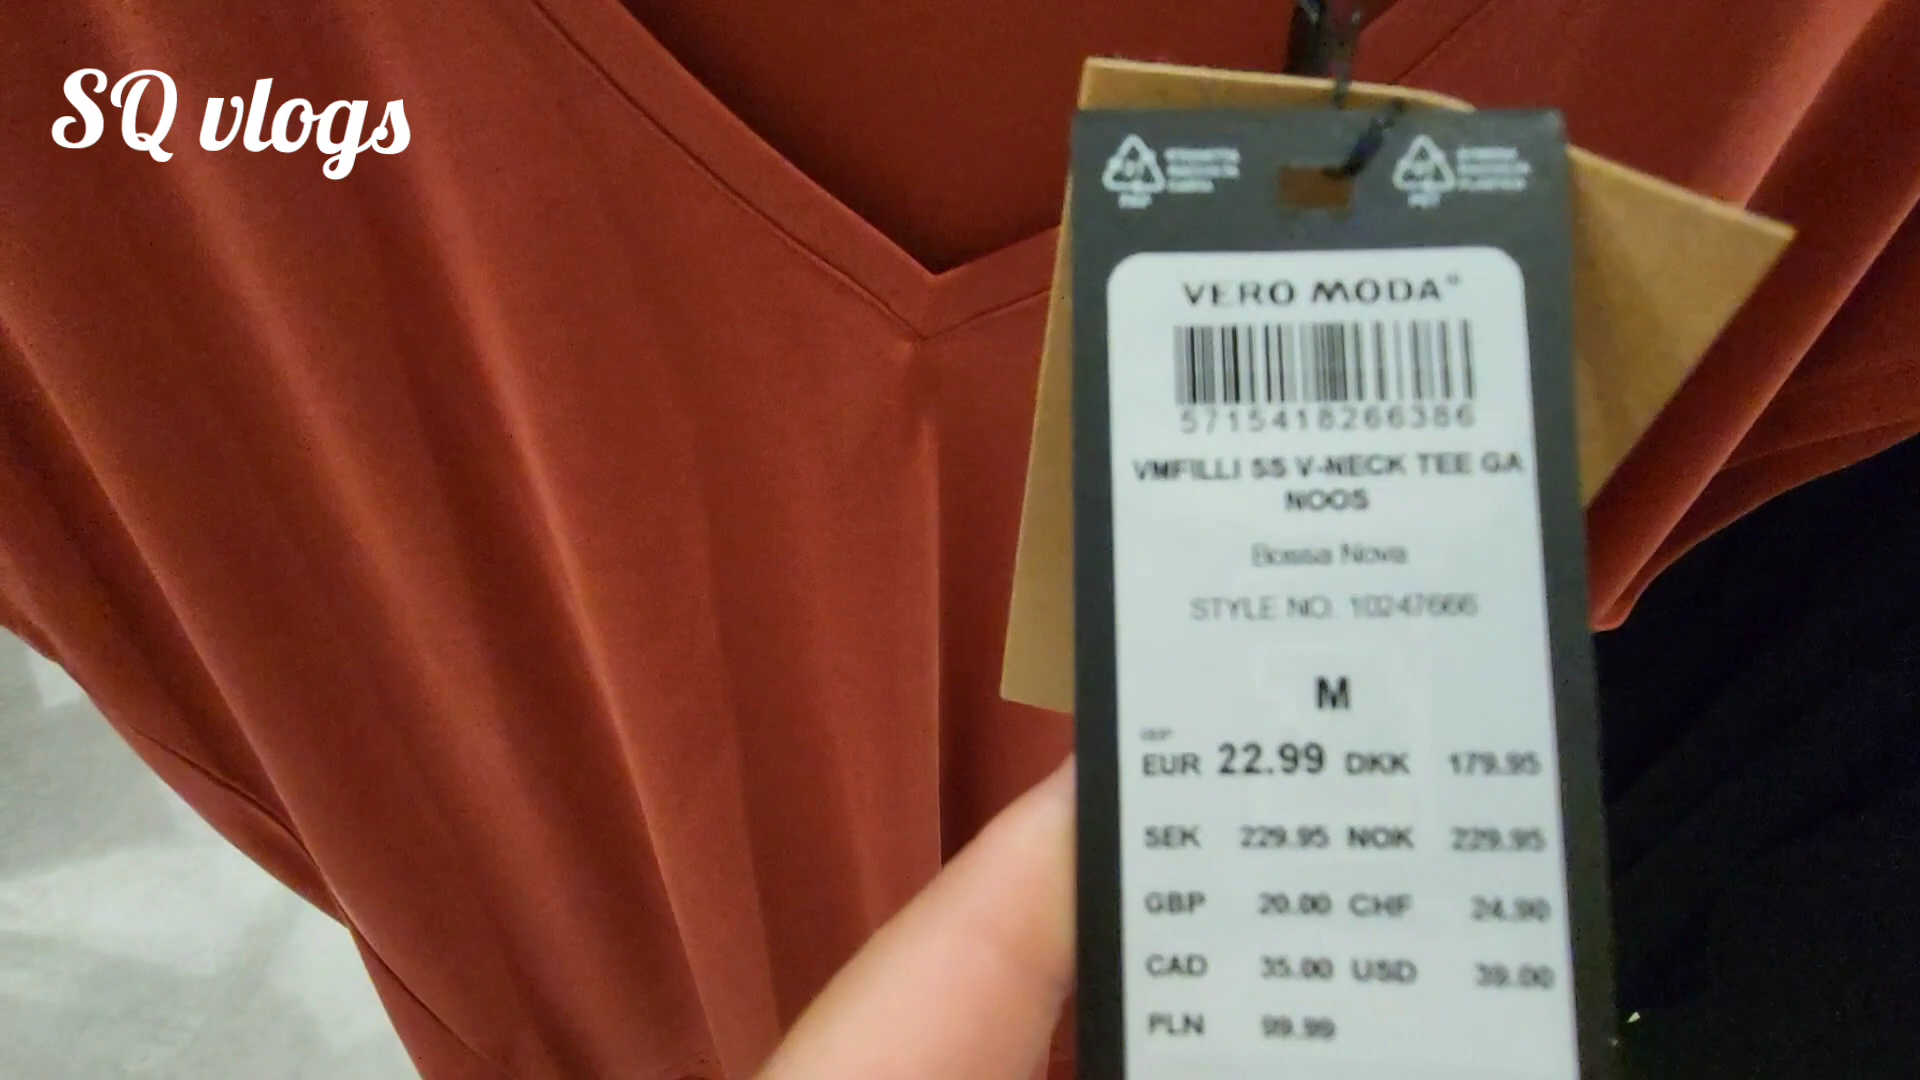 SQ vlogs
VERO MODA®
5715418266386
VMFILLI SS V-NECK TEE GA
NOOS
Bossa Nova
STYLE NO. 10247666
M
EUR 22.99 DKK 179.95
SEK 229.95 NOK 229.95
GBP 20.00 CHF 24.90
CAD 35.00 USD 39.00
PLN 99.99